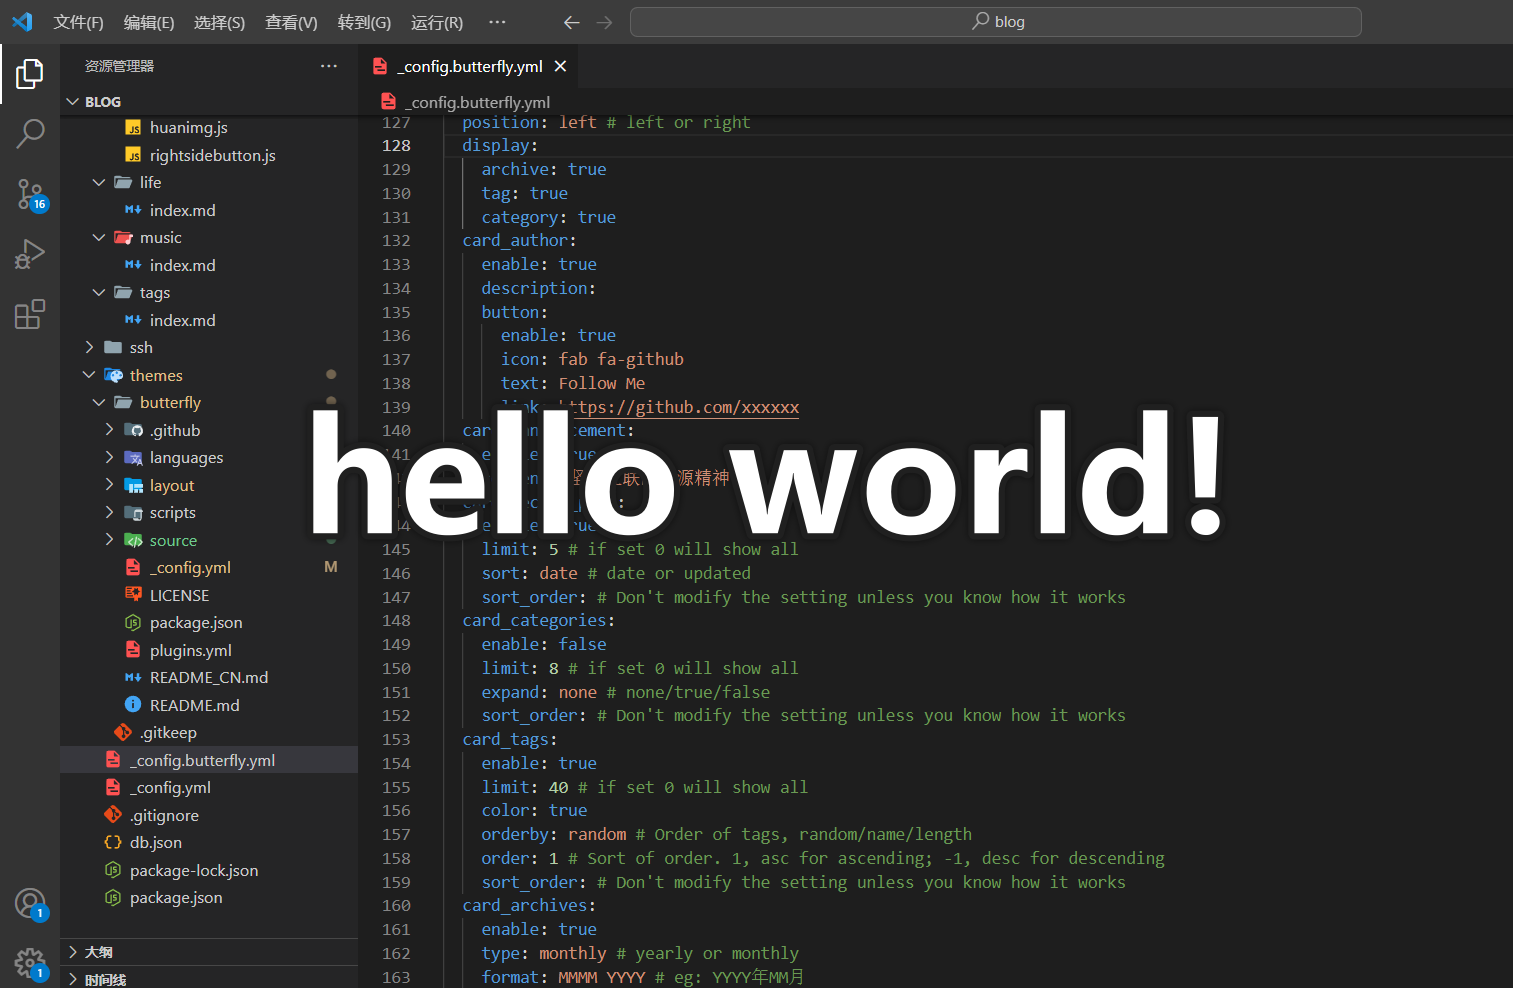 文件(F) 编辑(E) 选择(S) 查看(V) 转到(G) 运行(R) ··· blog
资源管理器 ···
BLOG
huanimg.js
rightsidebutton.js
life
index.md
music
index.md
tags
index.md
ssh
themes
butterfly
.github
languages
layout
scripts
source
_config.yml M
LICENSE
package.json
plugins.yml
README_CN.md
README.md
.gitkeep
_config.butterfly.yml
_config.yml
.gitignore
db.json
package-lock.json
package.json
大纲
时间线
16
1
1
_config.butterfly.yml
_config.butterfly.yml
127 position: left # left or right
128 display:
129 archive: true
130 tag: true
131 category: true
132 card_author:
133 enable: true
134 description:
135 button:
136 enable: true
137 icon: fab fa-github
138 text: Follow Me
139 link ttps://github.com/xxxxxx
140 car cement:
源精神
hello world!
145 limit: 5 # if set 0 will show all
146 sort: date # date or updated
147 sort_order: # Don't modify the setting unless you know how it works
148 card_categories:
149 enable: false
150 limit: 8 # if set 0 will show all
151 expand: none # none/true/false
152 sort_order: # Don't modify the setting unless you know how it works
153 card_tags:
154 enable: true
155 limit: 40 # if set 0 will show all
156 color: true
157 orderby: random # Order of tags, random/name/length
158 order: 1 # Sort of order. 1, asc for ascending; -1, desc for descending
159 sort_order: # Don't modify the setting unless you know how it works
160 card_archives:
161 enable: true
162 type: monthly # yearly or monthly
163 format: MMMM YYYY # eg: YYYY年MM月